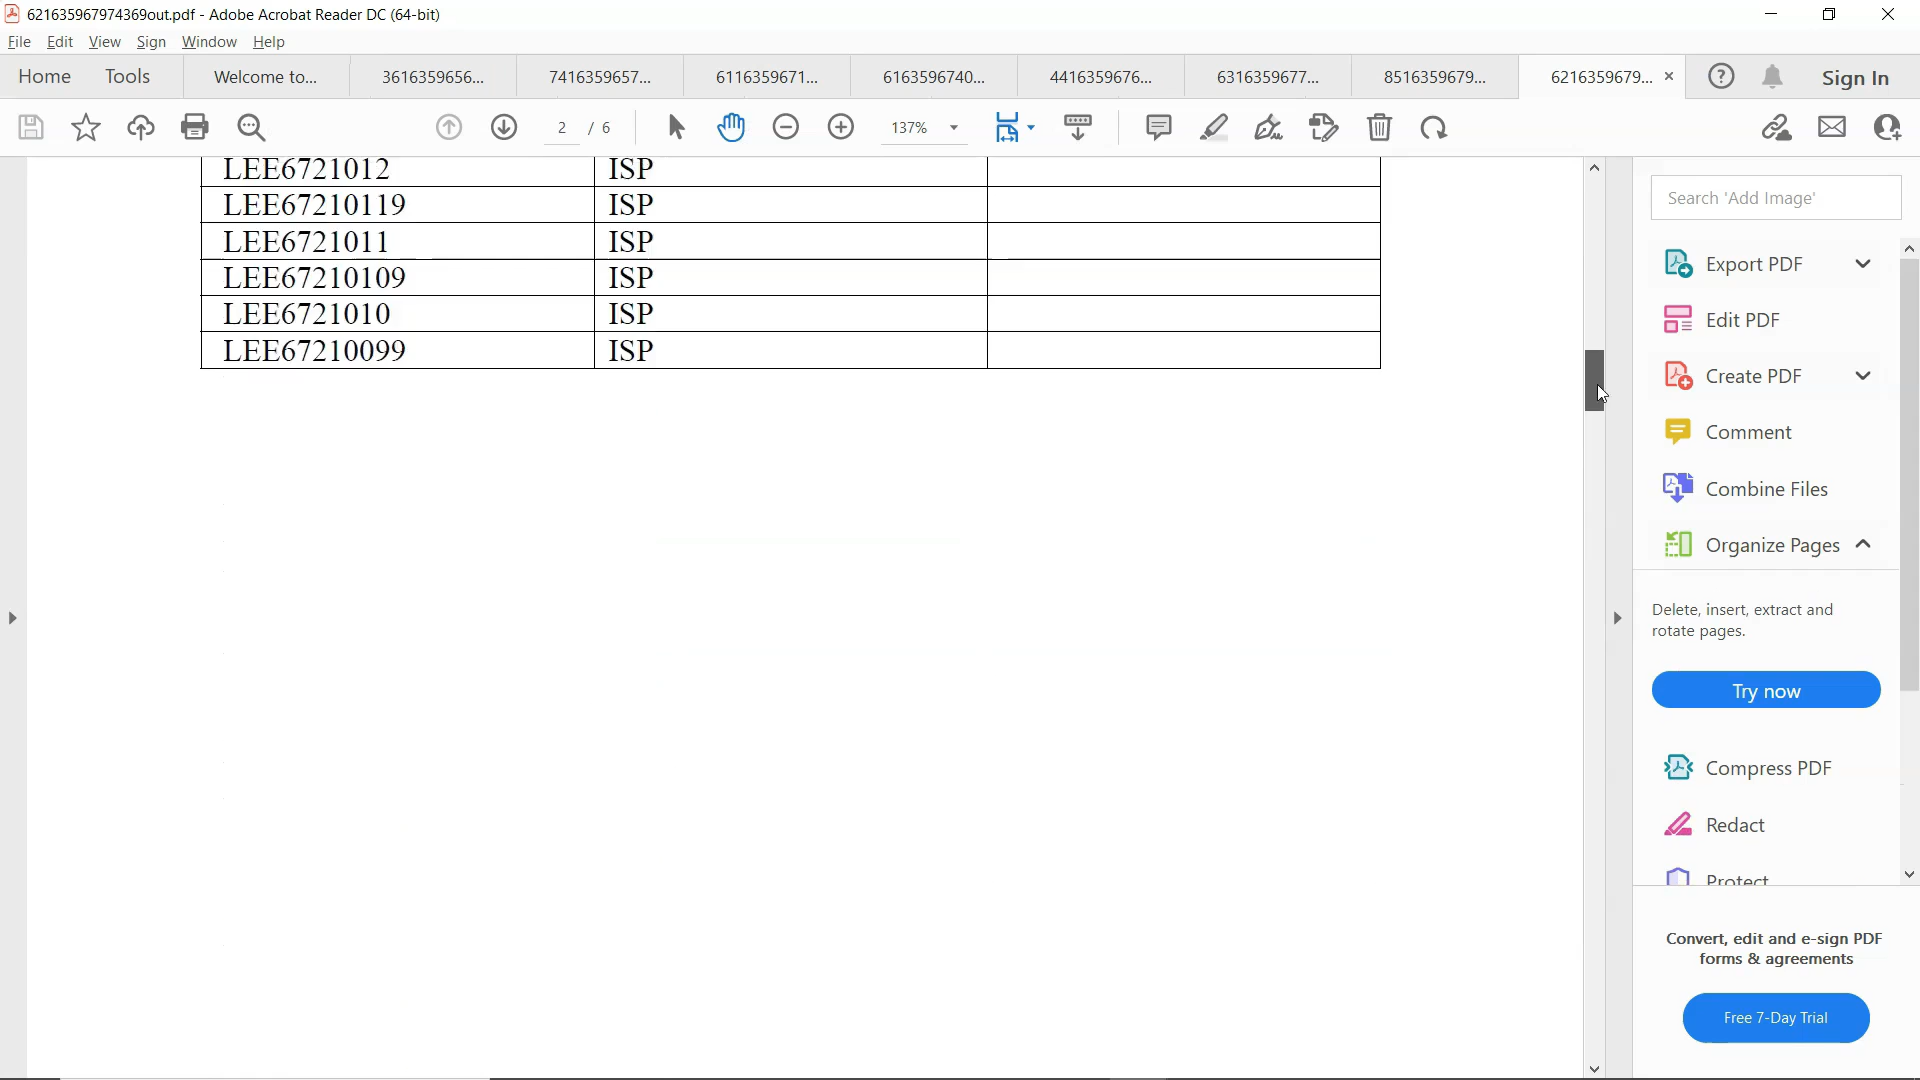 621635967974369out.pdf - Adobe Acrobat Reader DC (64-bit)
File Edit View Sign Window Help
Home Tools Welcome to... 3616359656... 7416359657... 6116359671... 6163596740... 4416359676... 6316359677... 8516359679... 6216359679... Sign In
2 / 6 137%
LEE6721012 ISP
LEE67210119 ISP
LEE6721011 ISP
LEE67210109 ISP
LEE6721010 ISP
LEE67210099 ISP
Search 'Add Image'
Export PDF
Edit PDF
Create PDF
Comment
Combine Files
Organize Pages
Delete, insert, extract and
rotate pages.
Try now
Compress PDF
Redact
Protect
Convert, edit and e-sign PDF
forms & agreements
Free 7-Day Trial